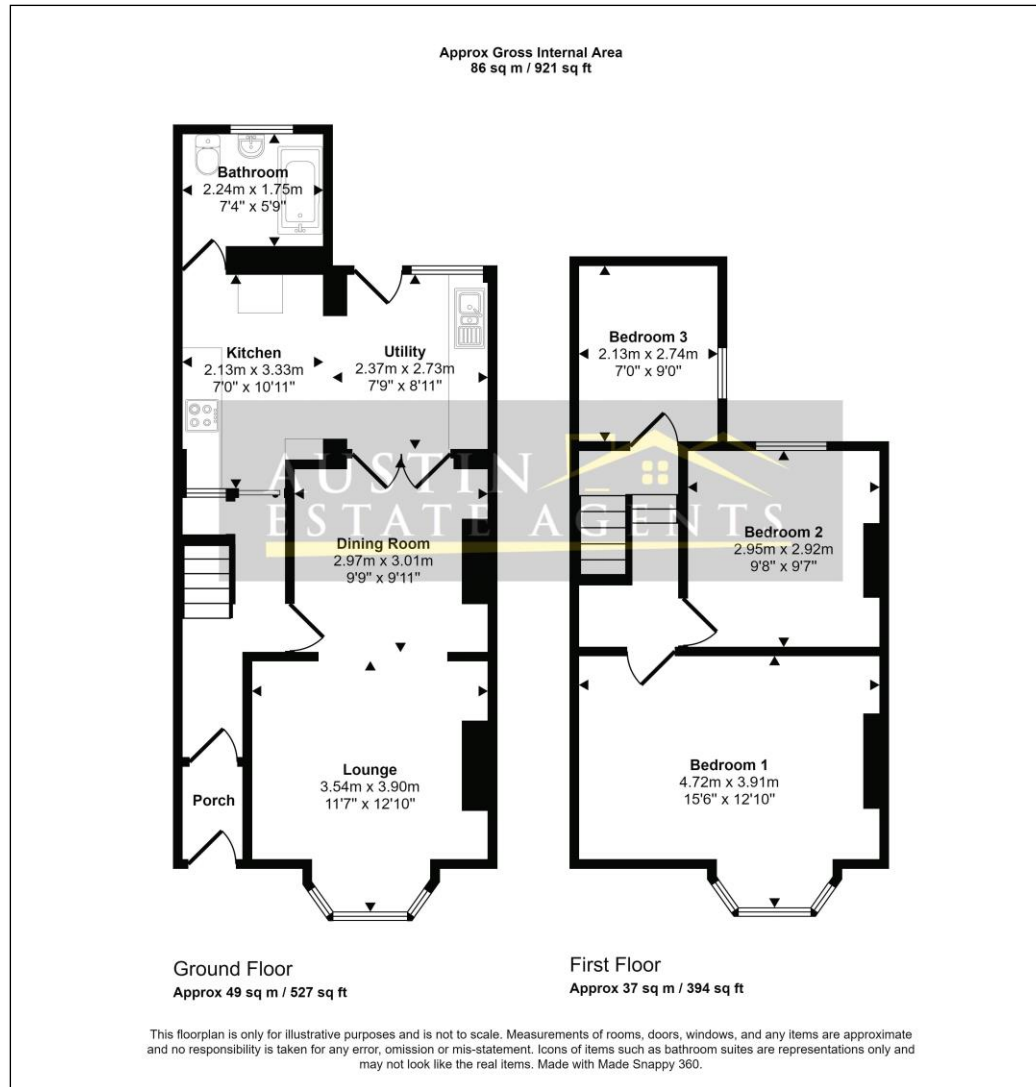 Approx Gross Internal Area
86 sq m / 921 sq ft
Bathroom
2.24m x 1.75m
7'4" x 5'9"
Kitchen
2.13m x 3.33m
7'0" x 10'11"
Utility
2.37m x 2.73m
7'9" x 8'11"
Bedroom 3
2.13m x 2.74m
7'0" x 9'0"
AUSTIN
ESTATE AGENTS
Dining Room
2.97m x 3.01m
9'9" x 9'11"
Bedroom 2
2.95m x 2.92m
9'8" x 9'7"
Lounge
3.54m x 3.90m
11'7" x 12'10"
Porch
Bedroom 1
4.72m x 3.91m
15'6" x 12'10"
Ground Floor
Approx 49 sq m / 527 sq ft
First Floor
Approx 37 sq m / 394 sq ft
This floorplan is only for illustrative purposes and is not to scale. Measurements of rooms, doors, windows, and any items are approximate
and no responsibility is taken for any error, omission or mis-statement. Icons of items such as bathroom suites are representations only and
may not look like the real items. Made with Made Snappy 360.